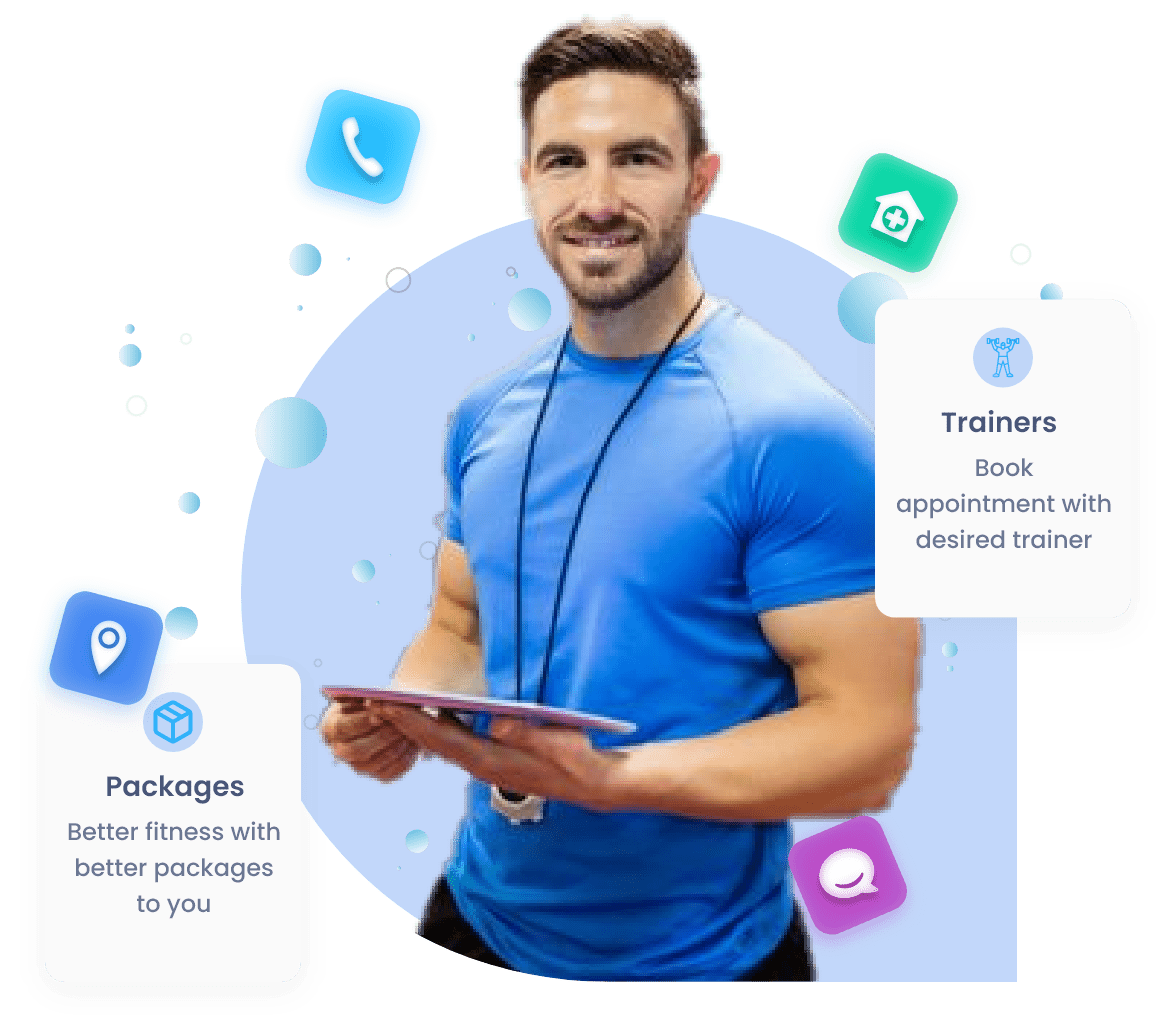 Trainers
Book
appointment with
desired trainer
Packages
Better fitness with
better packages
to you